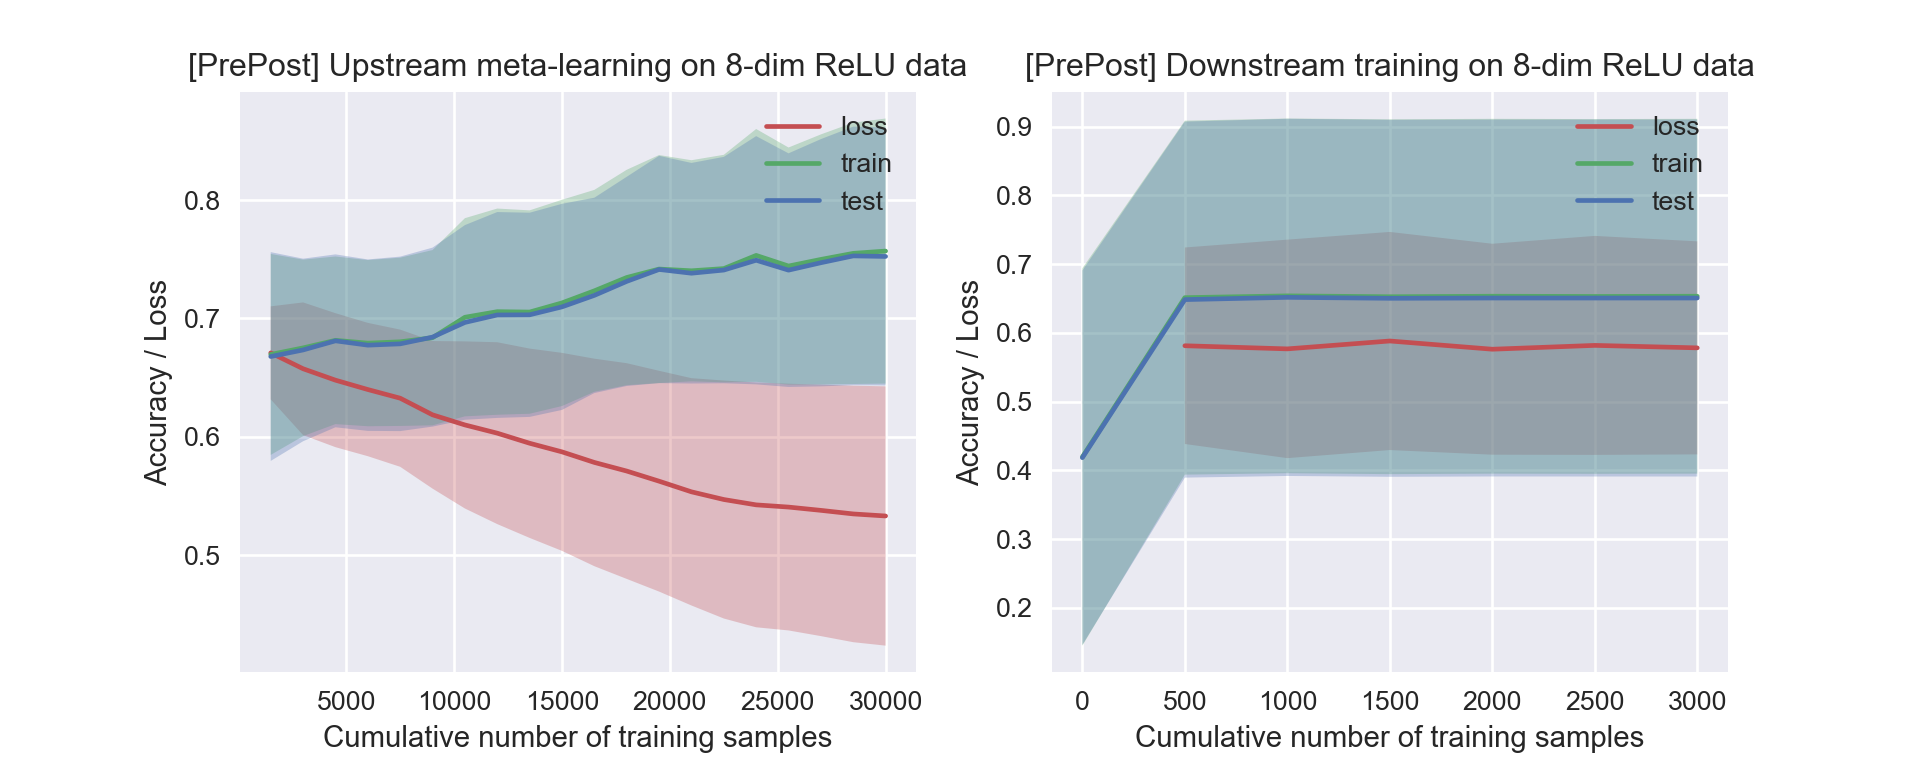 [PrePost] Upstream meta-learning on 8-dim ReLU data
loss
train
test
0.8
0.7
0.6
0.5
Accuracy / Loss
5000 10000 15000 20000 25000 30000
Cumulative number of training samples
[PrePost] Downstream training on 8-dim ReLU data
loss
train
test
0.9
0.8
0.7
0.6
0.5
0.4
0.3
0.2
Accuracy / Loss
0 500 1000 1500 2000 2500 3000
Cumulative number of training samples